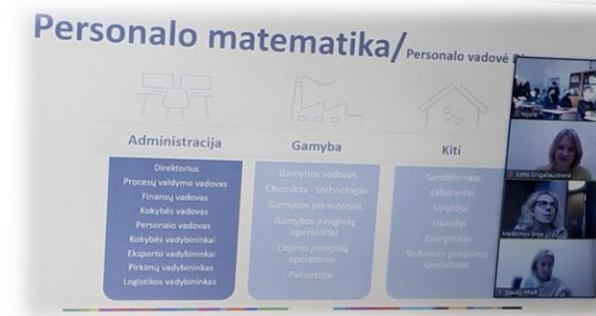 Personalo matematika/Personalo vadovė
Administracija
Direktorius
Procesų valdymo vadovas
Finansų vadovas
Kokybės vadovas
Personalo vadovas
Kokybės vadybininkai
Eksporto vadybininkai
Pirkimų vadybininkas
Logistikos vadybininkas
Gamyba
Gamybos vadovas
Chemikas - technologas
Gamybos planuotojas
Gamybos įrenginių
operatoriai
Liejimo įrenginių
operatoriai
Pakuotojai
Kiti
Sandėlininkai
Laborantai
Valytojai
Energetikas
Techninės priežiūros
specialistas
Nijolė